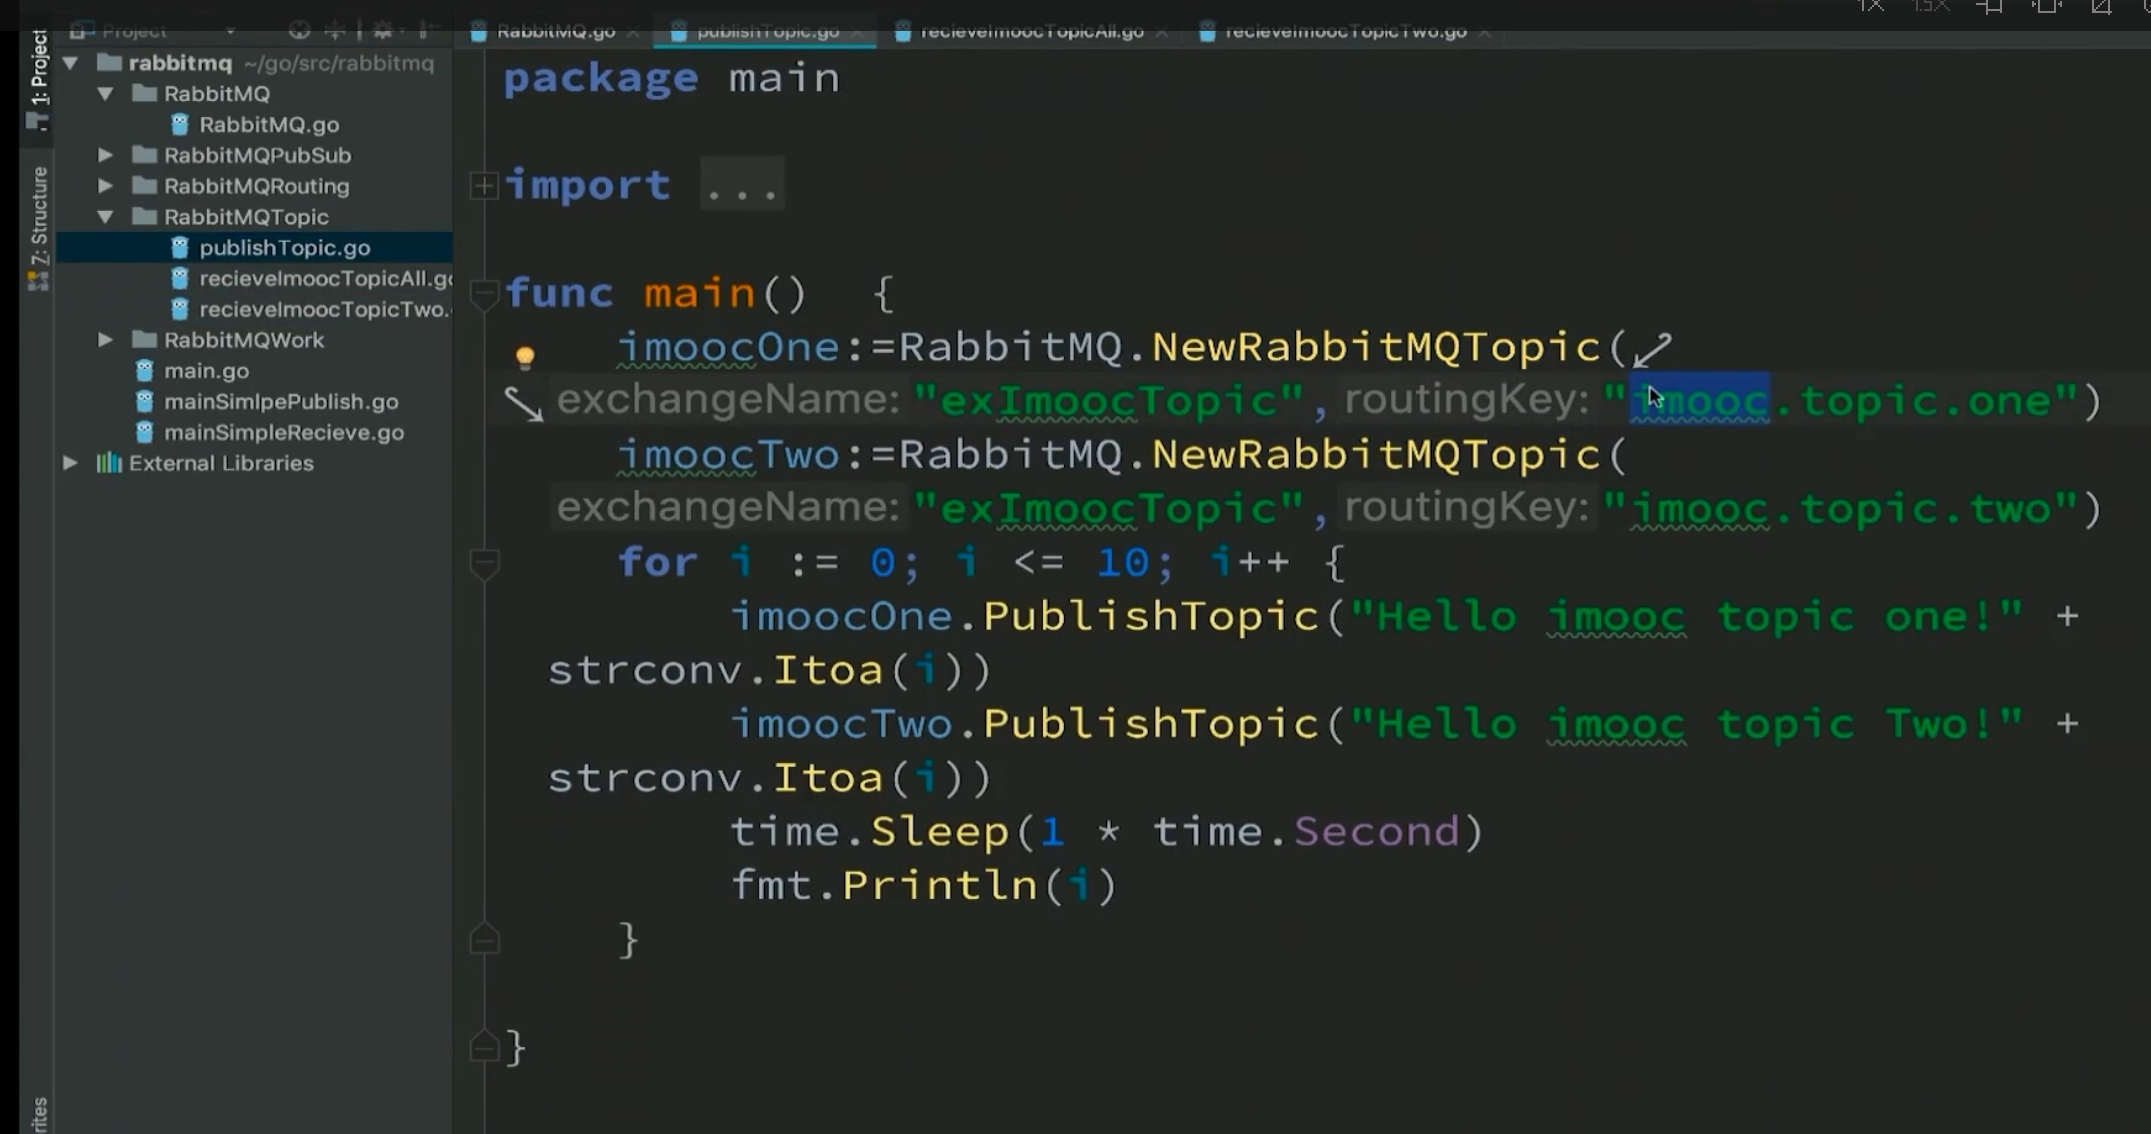 1X 1.5X
Project
RabbitMQ.go
publishTopic.go
recieveImoocTopicAll.go
recieveImoocTopicTwo.go
1: Project
Z: Structure
rites
rabbitmq ~/go/src/rabbitmq
RabbitMQ
RabbitMQ.go
RabbitMQPubSub
RabbitMQRouting
RabbitMQTopic
publishTopic.go
recieveImoocTopicAll.go
recieveImoocTopicTwo.
RabbitMQWork
main.go
mainSimlpePublish.go
mainSimpleRecieve.go
External Libraries
package main
import ...
func main() {
imoocOne:=RabbitMQ.NewRabbitMQTopic(
exchangeName: "exImoocTopic", routingKey: "imooc.topic.one")
imoocTwo:=RabbitMQ.NewRabbitMQTopic(
exchangeName: "exImoocTopic", routingKey: "imooc.topic.two")
for i := 0; i <= 10; i++ {
imoocOne.PublishTopic("Hello imooc topic one!" +
strconv.Itoa(i))
imoocTwo.PublishTopic("Hello imooc topic Two!" +
strconv.Itoa(i))
time.Sleep(1 * time.Second)
fmt.Println(i)
}
}